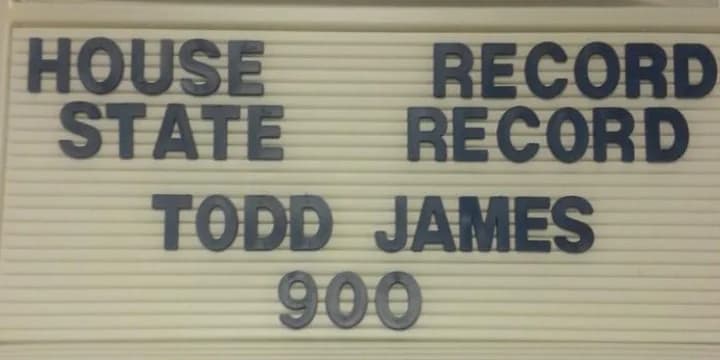 HOUSE RECORD
STATE RECORD
TODD JAMES
900